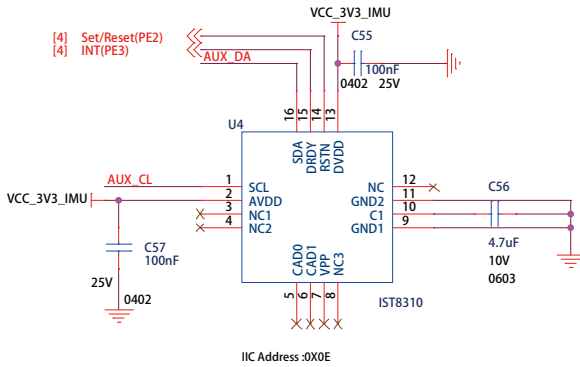 VCC_3V3_IMU
[4] Set/Reset(PE2)
[4] INT(PE3)
AUX_DA
C55
100nF
0402 25V
16 15 14 13
U4
SDA DRDY RSTN DVDD
AUX_CL
VCC_3V3_IMU
1 SCL
2 AVDD
3 NC1
4 NC2
NC 12
GND2 11
C1 10
GND1 9
C56
4.7uF
10V
0603
C57
100nF
25V
0402
CAD0 CAD1 VPP NC3
5 6 7 8
IST8310
IIC Address :0X0E